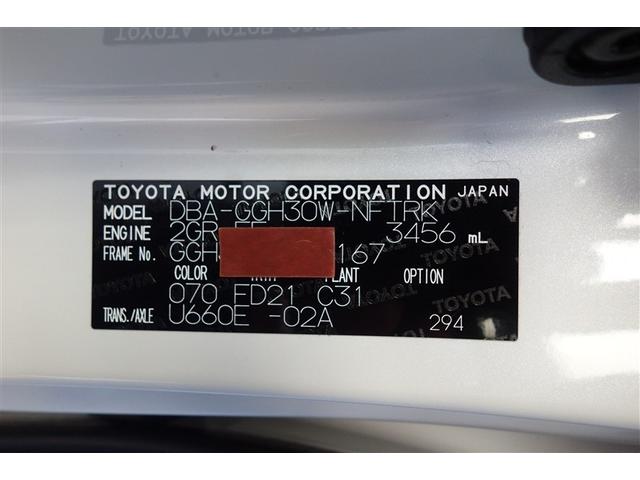 TOYOTA MOTOR CORPORATION JAPAN
MODEL DBA-GGH30W-NFTRK
ENGINE 2GR 3456 mL
FRAME No. GGH 167
COLOR PLANT OPTION
070 FD21 C31
TRANS./AXLE U660E -02A 294